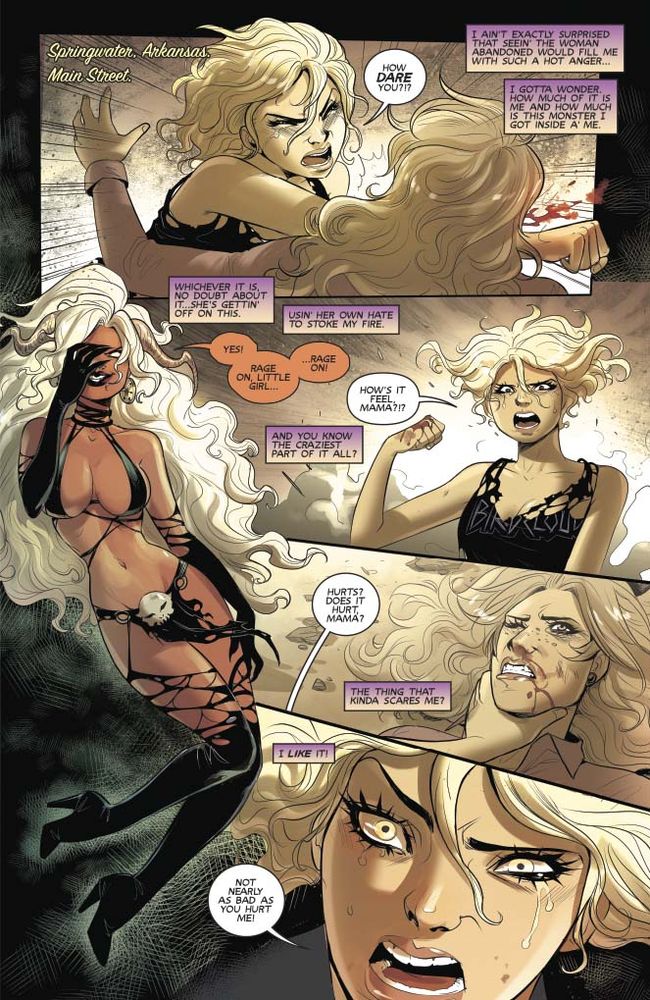 Springwater, Arkansas.
Main Street.
HOW
DARE
YOU?!?
I AIN'T EXACTLY SURPRISED
THAT SEEIN' THE WOMAN
ABANDONED WOULD FILL ME
WITH SUCH A HOT ANGER...
I GOTTA WONDER,
HOW MUCH OF IT IS
ME AND HOW MUCH
IS THIS MONSTER I
GOT INSIDE A' ME.
WHICHEVER IT IS,
NO DOUBT ABOUT
IT...SHE'S GETTIN'
OFF ON THIS.
USIN' HER OWN HATE
TO STOKE MY FIRE.
YES!
RAGE
ON, LITTLE
GIRL...
...RAGE
ON!
HOW'S IT
FEEL,
MAMA?!?
AND YOU KNOW
THE CRAZIEST
PART OF IT ALL?
HURTS?
DOES IT
HURT,
MAMA?
THE THING THAT
KINDA SCARES ME?
I LIKE IT!
NOT
NEARLY
AS BAD AS
YOU HURT
ME!